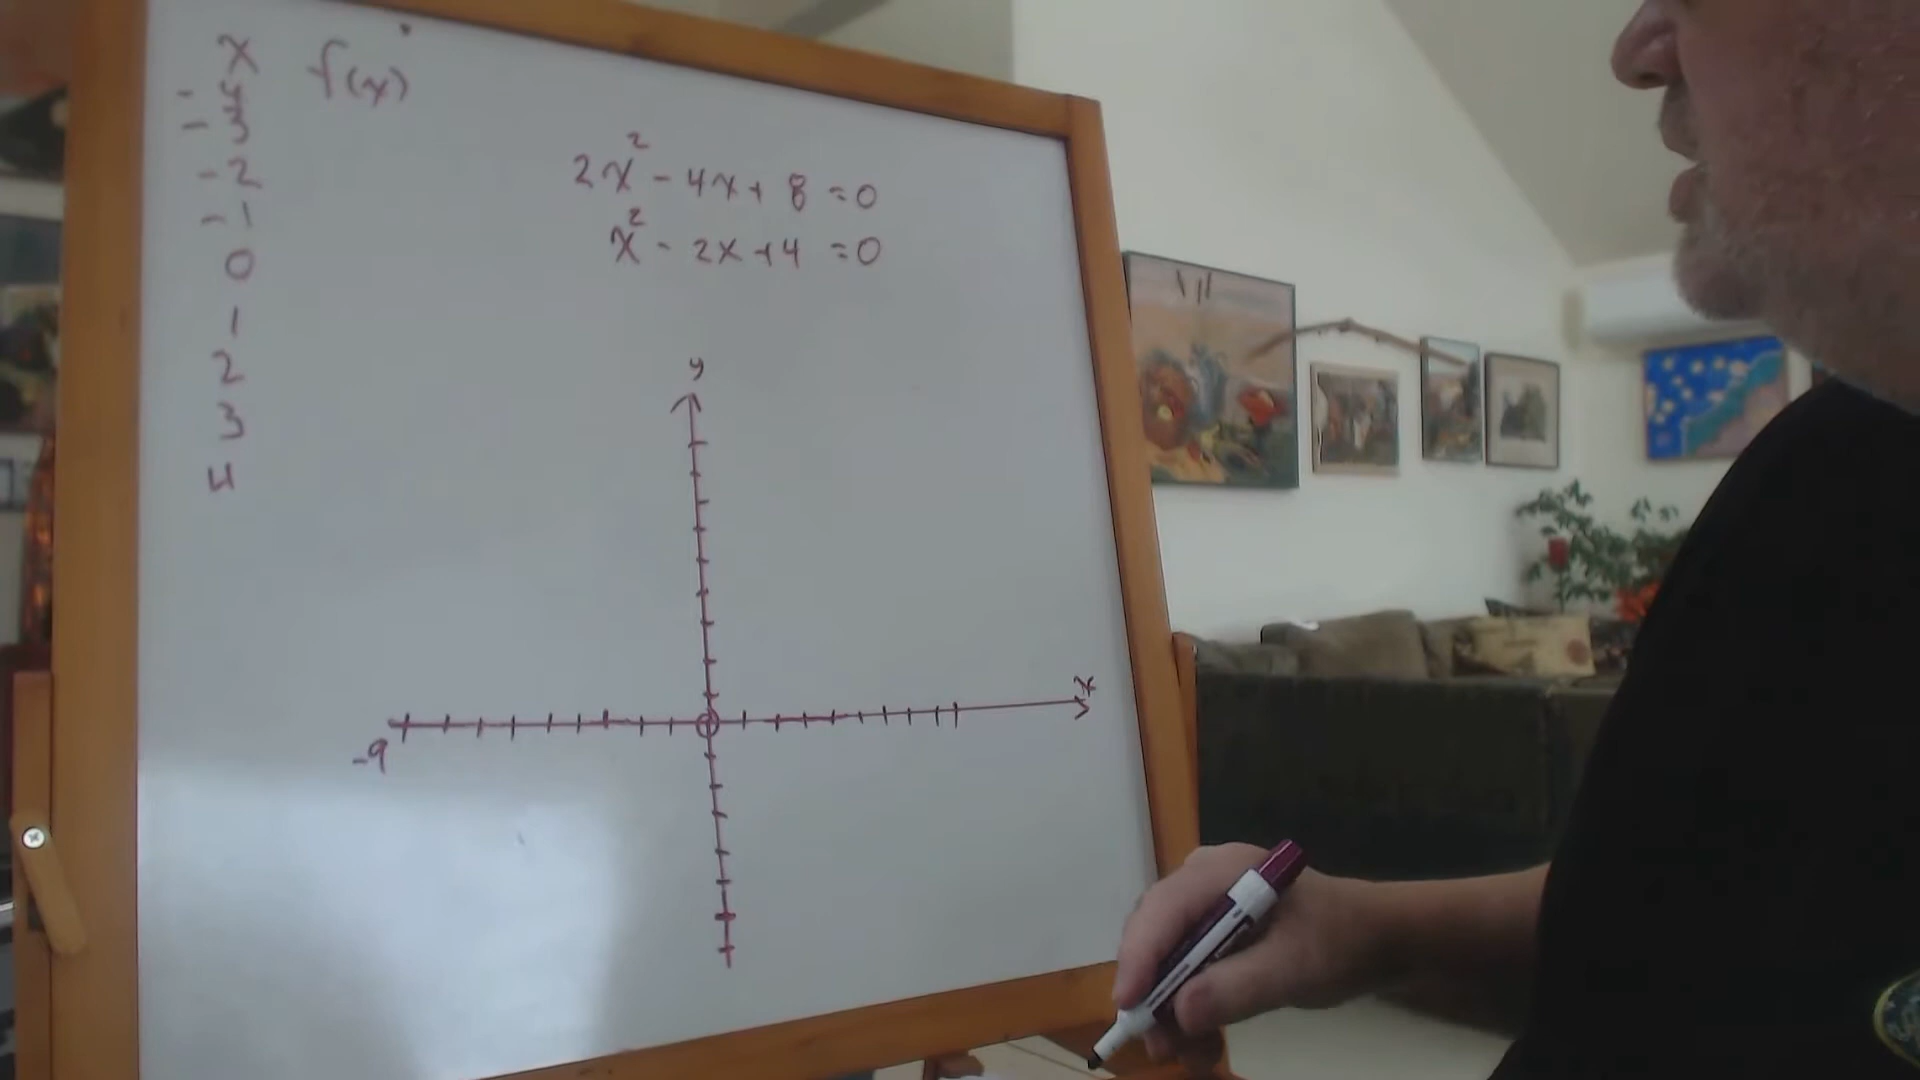 x f(x)
-4
-3
-2
-1
0
1
2
3
4
2x² - 4x + 8 = 0
x² - 2x + 4 = 0
y
x
-9